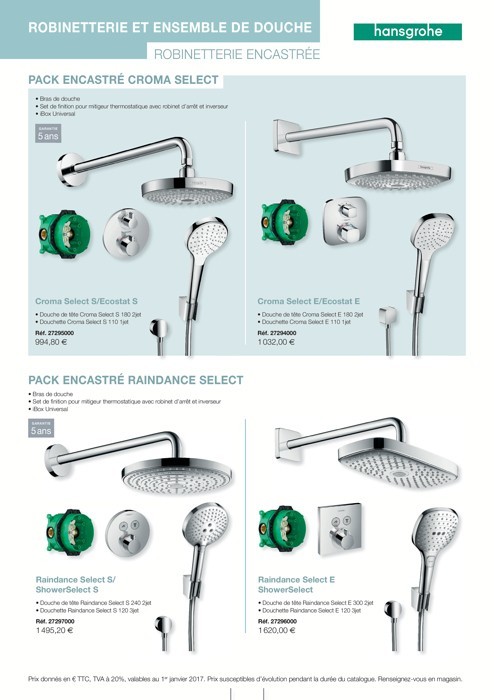 ROBINETTERIE ET ENSEMBLE DE DOUCHE
hansgrohe
ROBINETTERIE ENCASTRÉE
PACK ENCASTRÉ CROMA SELECT
• Bras de douche
• Set de finition pour mitigeur thermostatique avec robinet d'arrêt et inverseur
• iBox Universal
GARANTIE
5 ans
Croma Select S/Ecostat S
• Douche de tête Croma Select S 180 2jet
• Douchette Croma Select S 110 1jet
Réf. 27295000
994,80 €
Croma Select E/Ecostat E
• Douche de tête Croma Select E 180 2jet
• Douchette Croma Select E 110 1jet
Réf. 27294000
1 032,00 €
PACK ENCASTRÉ RAINDANCE SELECT
• Bras de douche
• Set de finition pour mitigeur thermostatique avec robinet d'arrêt et inverseur
• iBox Universal
GARANTIE
5 ans
Raindance Select S/
ShowerSelect S
• Douche de tête Raindance Select S 240 2jet
• Douchette Raindance Select S 120 3jet
Réf. 27297000
1 495,20 €
Raindance Select E
ShowerSelect
• Douche de tête Raindance Select E 300 2jet
• Douchette Raindance Select E 120 3jet
Réf. 27296000
1 620,00 €
Prix donnés en € TTC, TVA à 20%, valables au 1er janvier 2017. Prix susceptibles d'évolution pendant la durée du catalogue. Renseignez-vous en magasin.